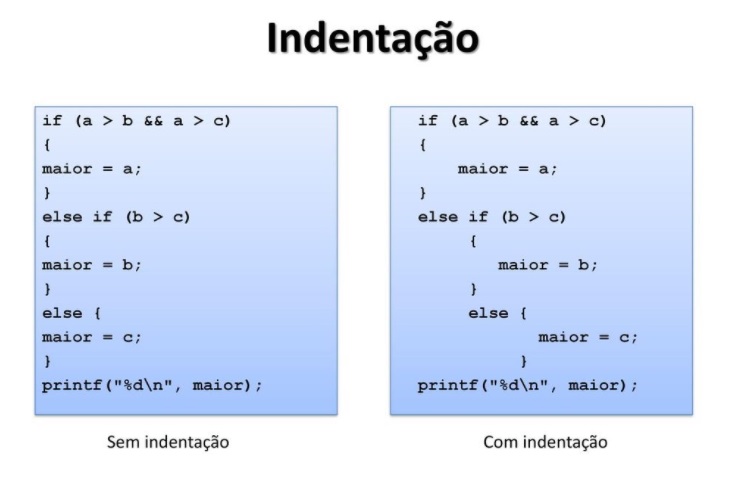 Indentação
if (a > b && a > c)
{
maior = a;
}
else if (b > c)
{
maior = b;
}
else {
maior = c;
}
printf("%d\n", maior);
Sem indentação
if (a > b && a > c)
{
    maior = a;
}
else if (b > c)
     {
        maior = b;
     }
     else {
            maior = c;
          }
printf("%d\n", maior);
Com indentação